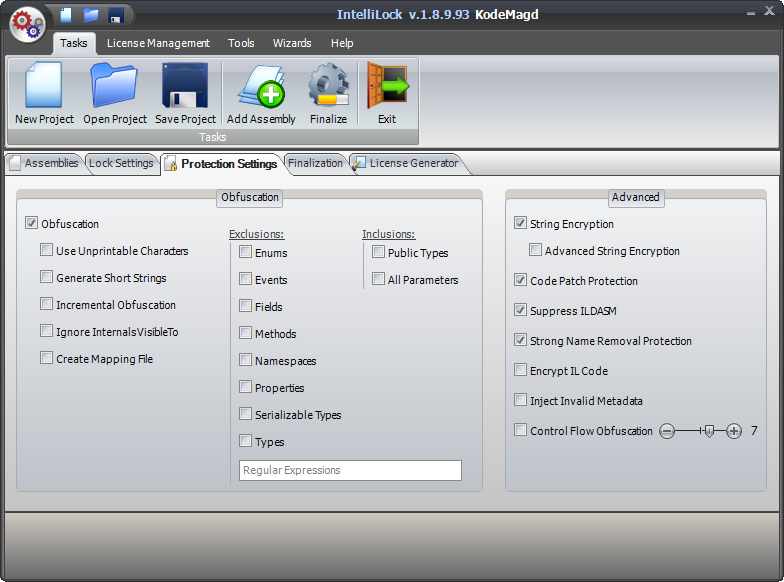 IntelliLock v.1.8.9.93 KodeMagd
Tasks License Management Tools Wizards Help
New Project Open Project Save Project Add Assembly Finalize Exit
Tasks
Assemblies Lock Settings Protection Settings Finalization License Generator
Obfuscation
Obfuscation
Use Unprintable Characters
Generate Short Strings
Incremental Obfuscation
Ignore InternalsVisibleTo
Create Mapping File
Exclusions:
Enums
Events
Fields
Methods
Namespaces
Properties
Serializable Types
Types
Regular Expressions
Inclusions:
Public Types
All Parameters
Advanced
String Encryption
Advanced String Encryption
Code Patch Protection
Suppress ILDASM
Strong Name Removal Protection
Encrypt IL Code
Inject Invalid Metadata
Control Flow Obfuscation 7